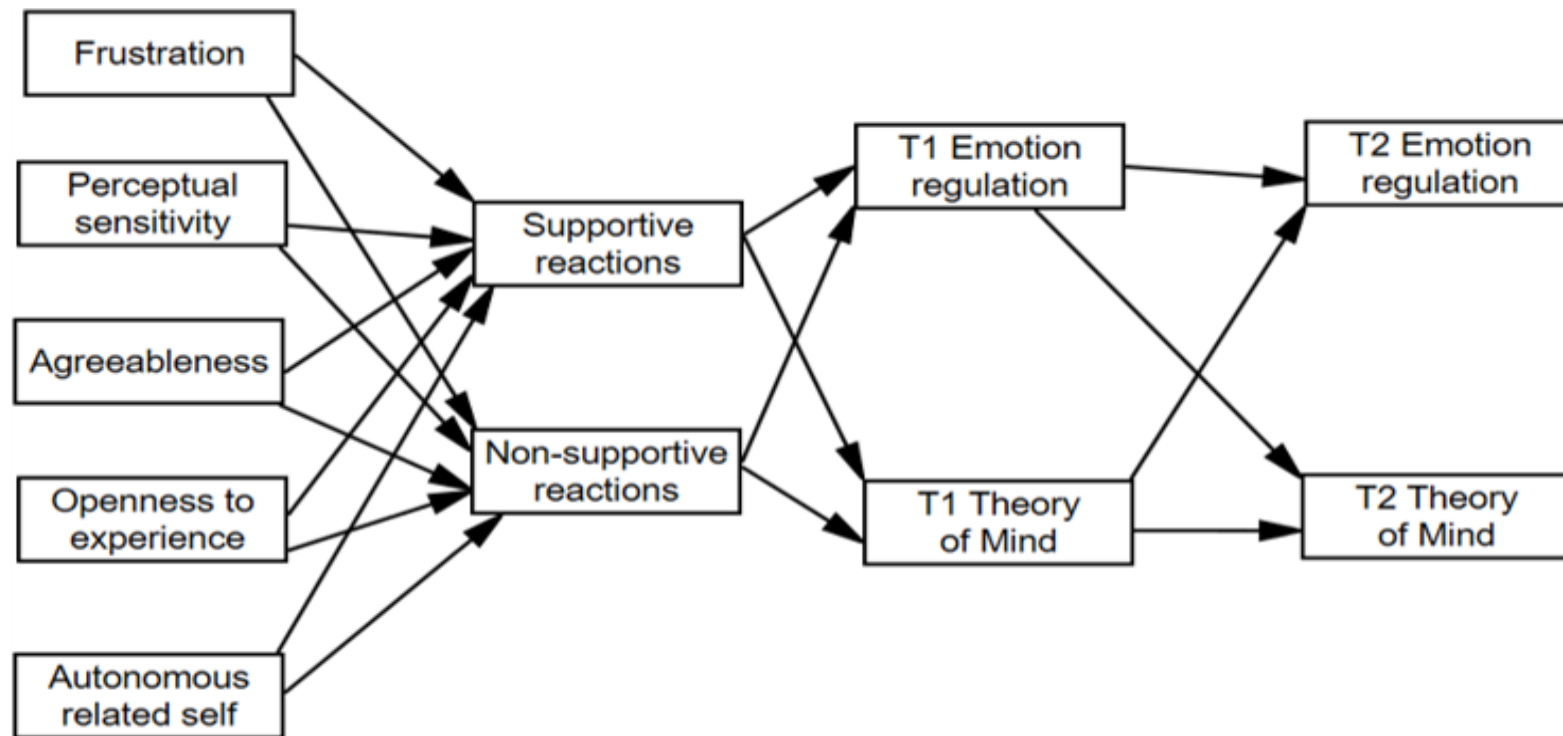 Frustration
Perceptual
sensitivity
Agreeableness
Openness to
experience
Autonomous
related self
Supportive
reactions
Non-supportive
reactions
T1 Emotion
regulation
T1 Theory
of Mind
T2 Emotion
regulation
T2 Theory
of Mind